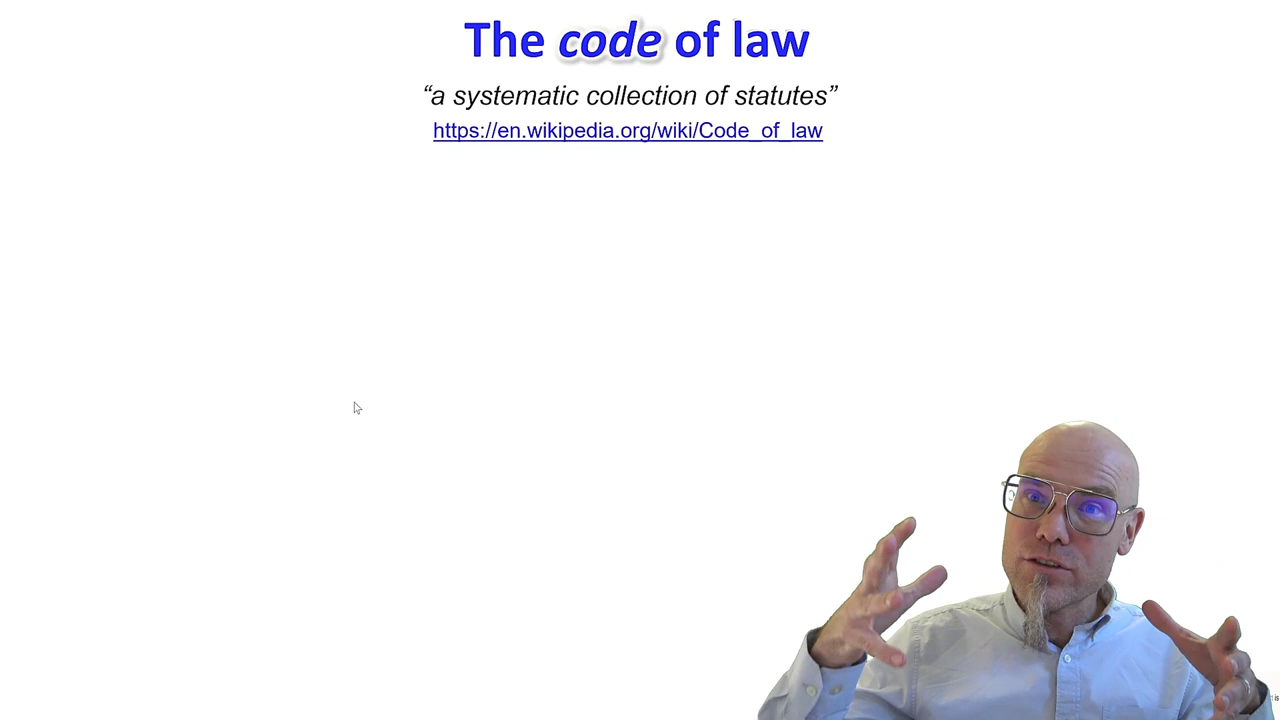 The code of law
“a systematic collection of statutes”
https://en.wikipedia.org/wiki/Code_of_law